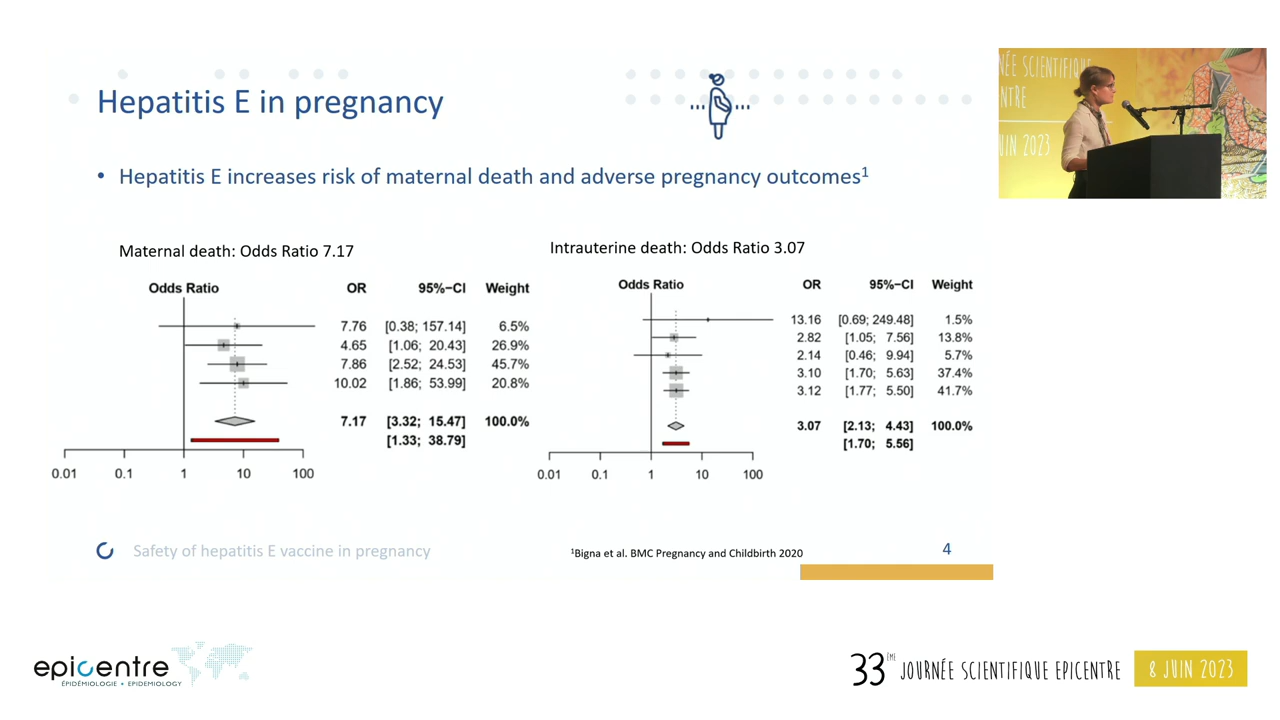 Hepatitis E in pregnancy
• Hepatitis E increases risk of maternal death and adverse pregnancy outcomes1
Maternal death: Odds Ratio 7.17
Odds Ratio OR 95%−CI Weight
7.76 [0.38; 157.14] 6.5%
4.65 [1.06; 20.43] 26.9%
7.86 [2.52; 24.53] 45.7%
10.02 [1.86; 53.99] 20.8%
7.17 [3.32; 15.47] 100.0%
[1.33; 38.79]
0.01 0.1 1 10 100
Intrauterine death: Odds Ratio 3.07
Odds Ratio OR 95%−CI Weight
13.16 [0.69; 249.48] 1.5%
2.82 [1.05; 7.56] 13.8%
2.14 [0.46; 9.94] 5.7%
3.10 [1.70; 5.63] 37.4%
3.12 [1.77; 5.50] 41.7%
3.07 [2.13; 4.43] 100.0%
[1.70; 5.56]
0.01 0.1 1 10 100
Safety of hepatitis E vaccine in pregnancy
1Bigna et al. BMC Pregnancy and Childbirth 2020
4
NÉE SCIENTIFIQUE
NTRE
UIN 2023
epicentre
ÉPIDÉMIOLOGIE • EPIDEMIOLOGY
33ÈME JOURNÉE SCIENTIFIQUE EPICENTRE
8 JUIN 2023